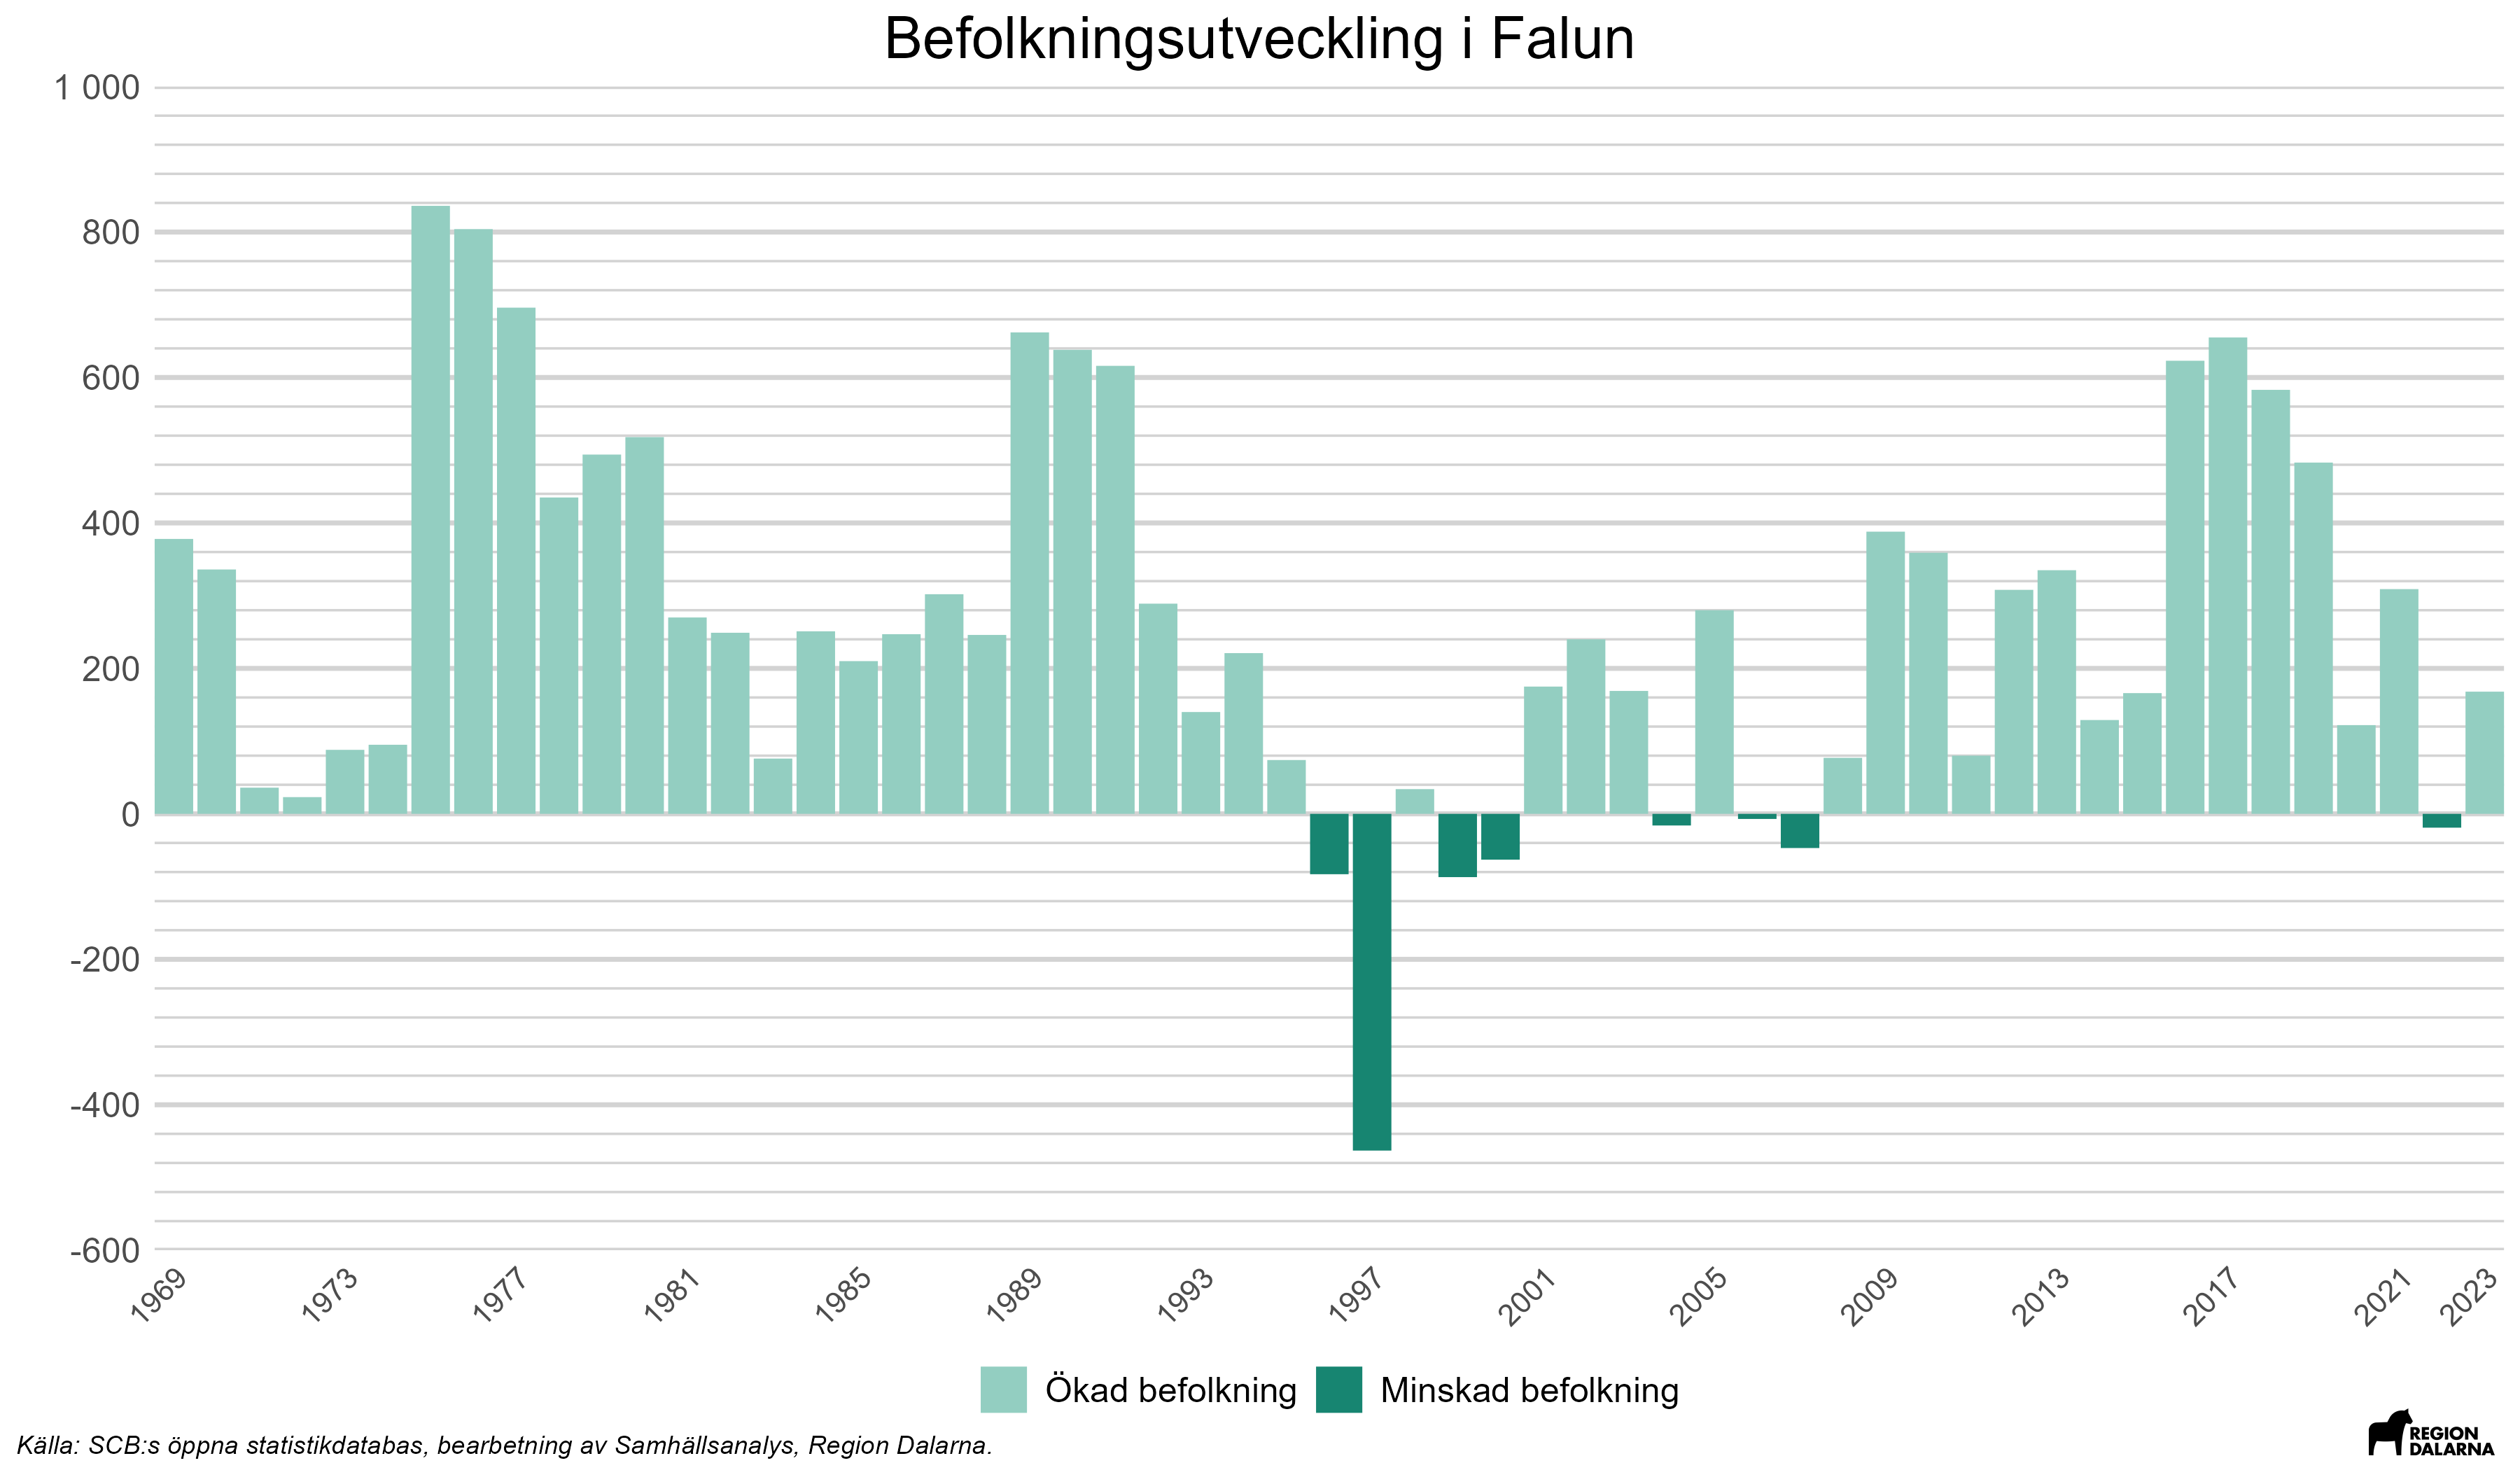 Befolkningsutveckling i Falun
1 000
800
600
400
200
0
-200
-400
-600
1969 1973 1977 1981 1985 1989 1993 1997 2001 2005 2009 2013 2017 2021 2023
Ökad befolkning Minskad befolkning
Källa: SCB:s öppna statistikdatabas, bearbetning av Samhällsanalys, Region Dalarna.
REGION
DALARNA